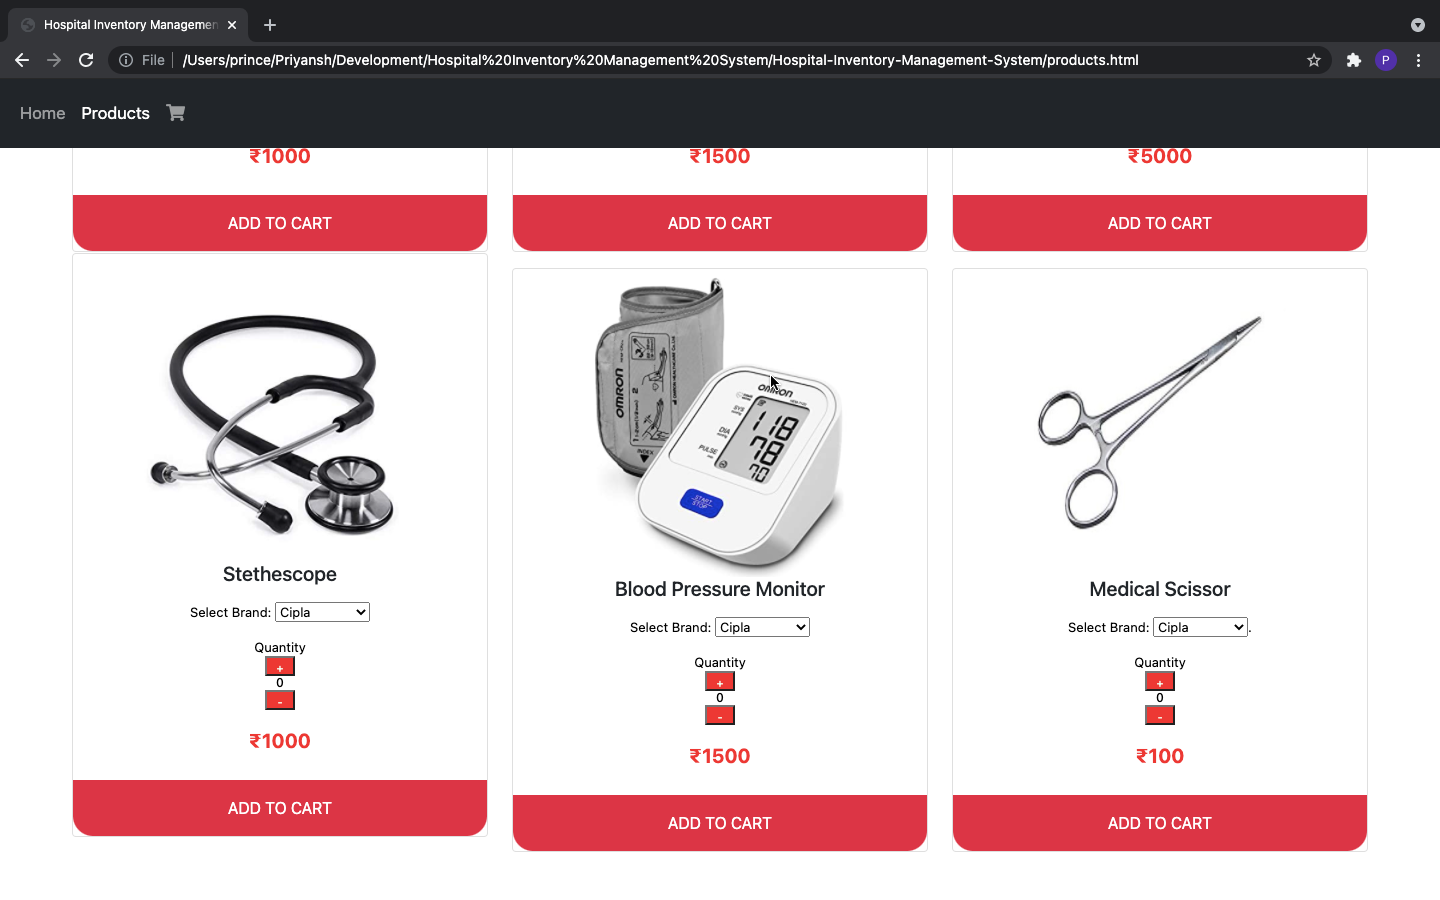 Hospital Inventory Managemen
File
/Users/prince/Priyansh/Development/Hospital%20Inventory%20Management%20System/Hospital-Inventory-Management-System/products.html
P
Home Products
₹1000 ₹1500 ₹5000
ADD TO CART ADD TO CART ADD TO CART
OMRON
2
INDEX
OMRON
SYS
DIA
PULSE
118
78
70
START
STOP
Stethescope
Select Brand: Cipla
Quantity
+
0
-
₹1000
ADD TO CART
Blood Pressure Monitor
Select Brand: Cipla
Quantity
+
0
-
₹1500
ADD TO CART
Medical Scissor
Select Brand: Cipla.
Quantity
+
0
-
₹100
ADD TO CART